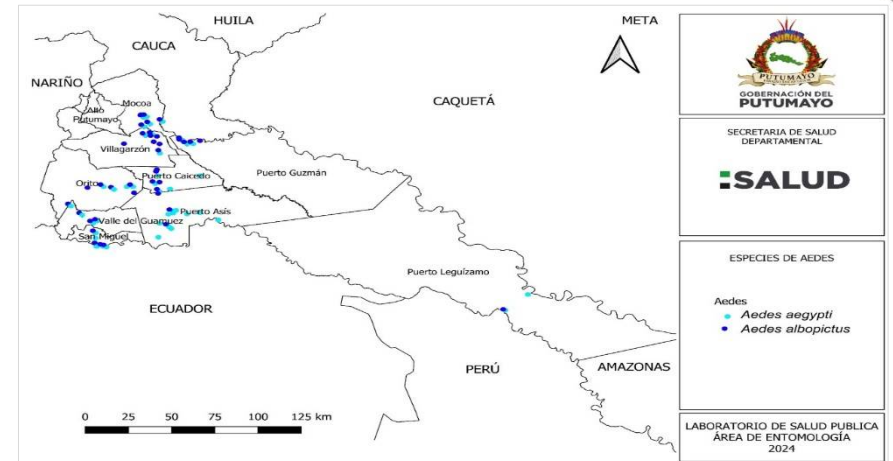 HUILA
META
CAUCA
NARIÑO
CAQUETÁ
Mocoa
Alto
Putumayo
Villagarzón
Puerto Guzmán
Puerto Caicedo
Orito
Puerto Asís
Valle del Guamuez
San Miguel
Puerto Leguízamo
ECUADOR
PERÚ
AMAZONAS
0 25 50 75 100 125 km
PUTUMAYO
GOBERNACIÓN DEL
PUTUMAYO
SECRETARIA DE SALUD
DEPARTAMENTAL
SALUD
ESPECIES DE AEDES
Aedes
Aedes aegypti
Aedes albopictus
LABORATORIO DE SALUD PUBLICA
ÁREA DE ENTOMOLOGÍA
2024